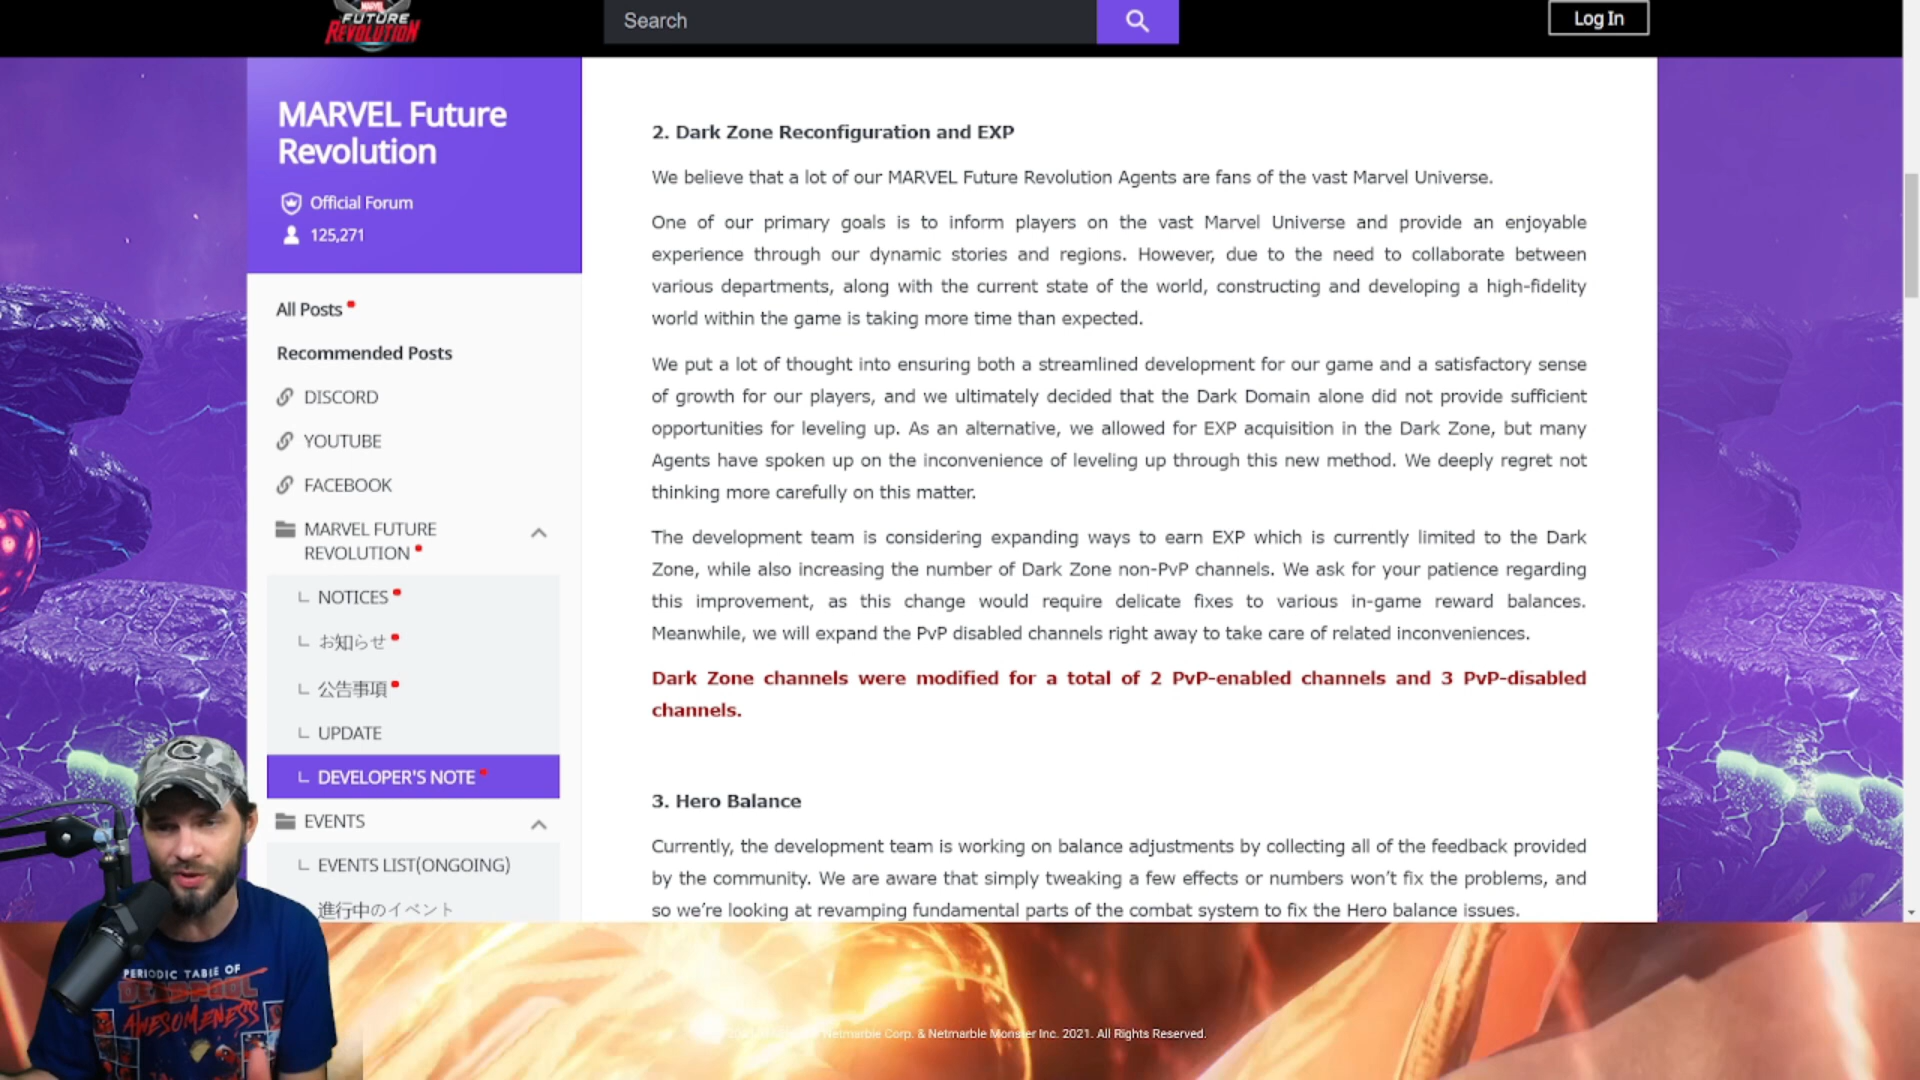 MARVEL
FUTURE
REVOLUTION
Search
Log In
MARVEL Future
Revolution
Official Forum
125,271
All Posts
Recommended Posts
DISCORD
YOUTUBE
FACEBOOK
MARVEL FUTURE
REVOLUTION
NOTICES
お知らせ
公告事項
UPDATE
DEVELOPER'S NOTE
EVENTS
EVENTS LIST(ONGOING)
進行中のイベント
2. Dark Zone Reconfiguration and EXP
We believe that a lot of our MARVEL Future Revolution Agents are fans of the vast Marvel Universe.
One of our primary goals is to inform players on the vast Marvel Universe and provide an enjoyable
experience through our dynamic stories and regions. However, due to the need to collaborate between
various departments, along with the current state of the world, constructing and developing a high-fidelity
world within the game is taking more time than expected.
We put a lot of thought into ensuring both a streamlined development for our game and a satisfactory sense
of growth for our players, and we ultimately decided that the Dark Domain alone did not provide sufficient
opportunities for leveling up. As an alternative, we allowed for EXP acquisition in the Dark Zone, but many
Agents have spoken up on the inconvenience of leveling up through this new method. We deeply regret not
thinking more carefully on this matter.
The development team is considering expanding ways to earn EXP which is currently limited to the Dark
Zone, while also increasing the number of Dark Zone non-PvP channels. We ask for your patience regarding
this improvement, as this change would require delicate fixes to various in-game reward balances.
Meanwhile, we will expand the PvP disabled channels right away to take care of related inconveniences.
Dark Zone channels were modified for a total of 2 PvP-enabled channels and 3 PvP-disabled
channels.
3. Hero Balance
Currently, the development team is working on balance adjustments by collecting all of the feedback provided
by the community. We are aware that simply tweaking a few effects or numbers won't fix the problems, and
so we're looking at revamping fundamental parts of the combat system to fix the Hero balance issues.
C
PERIODIC TABLE OF
DEADPOOL
AWESOMENESS
Netmarble Corp. & Netmarble Monster Inc. 2021. All Rights Reserved.